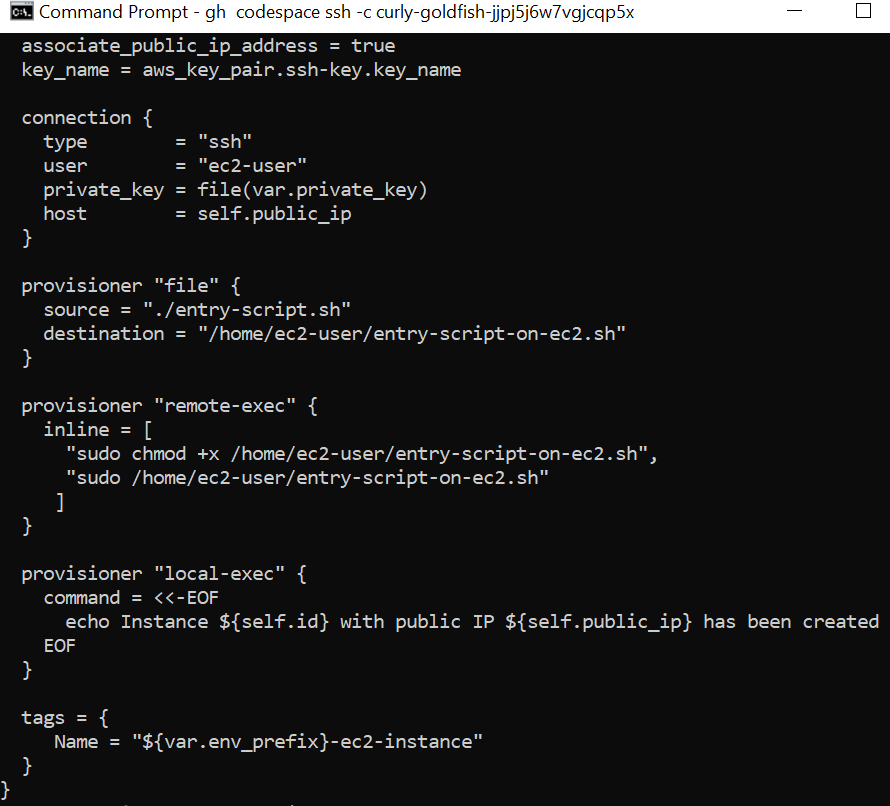 Command Prompt - gh  codespace ssh -c curly-goldfish-jjpj5j6w7vgjcqp5x
  associate_public_ip_address = true
  key_name = aws_key_pair.ssh-key.key_name

  connection {
    type        = "ssh"
    user        = "ec2-user"
    private_key = file(var.private_key)
    host        = self.public_ip
  }

  provisioner "file" {
    source = "./entry-script.sh"
    destination = "/home/ec2-user/entry-script-on-ec2.sh"
  }

  provisioner "remote-exec" {
    inline = [
      "sudo chmod +x /home/ec2-user/entry-script-on-ec2.sh",
      "sudo /home/ec2-user/entry-script-on-ec2.sh"
     ]
  }

  provisioner "local-exec" {
    command = <<-EOF
      echo Instance ${self.id} with public IP ${self.public_ip} has been created
    EOF
  }

  tags = {
     Name = "${var.env_prefix}-ec2-instance"
  }
}